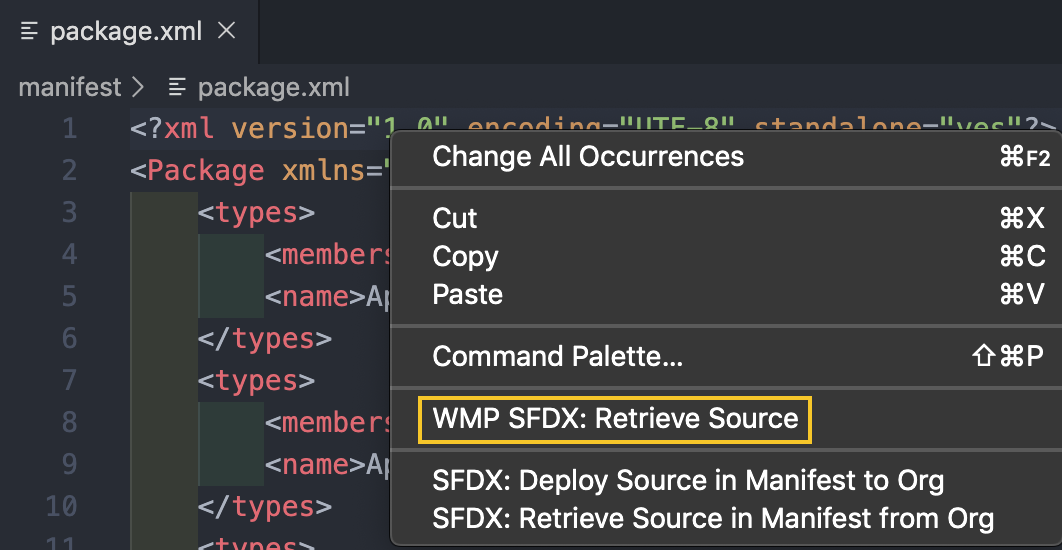 package.xml
manifest > package.xml
1 <?xml version="1.0" encoding="UTF-8" standalone="yes"?>
2 <Package xmlns="
3 <types>
4 <members
5 <name>Ap
6 </types>
7 <types>
8 <members
9 <name>Ap
10 </types>
11 <types>
Change All Occurrences ⌘F2
Cut ⌘X
Copy ⌘C
Paste ⌘V
Command Palette... ⇧⌘P
WMP SFDX: Retrieve Source
SFDX: Deploy Source in Manifest to Org
SFDX: Retrieve Source in Manifest from Org